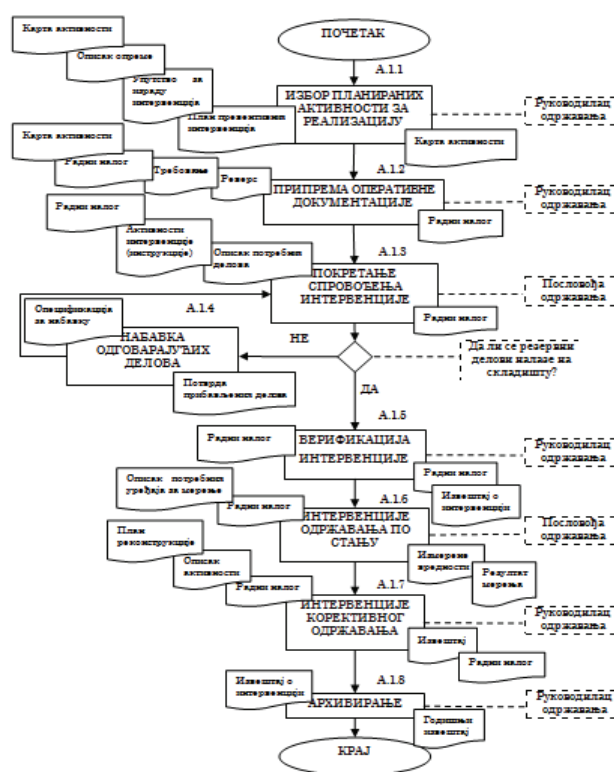 ПОЧЕТАК
Карта активности
Описак опреме
Упутство за
израду
интервенција
План превентивних
интервенција
А.1.1
ИЗБОР ПЛАНИРАНИХ
АКТИВНОСТИ ЗА
РЕАЛИЗАЦИЈУ
Руководилац
одржавања
Карта активности
Карта активности
Радни налог
Требовање
Реверс
А.1.2
ПРИПРЕМА ОПЕРАТИВНЕ
ДОКУМЕНТАЦИЈЕ
Руководилац
одржавања
Радни налог
Радни налог
Активности
интервенције
(инструкције)
Описак потребних
делова
А.1.3
ПОКРЕТАЊЕ
СПРОВОЂЕЊА
ИНТЕРВЕНЦИЈЕ
Пословођа
одржавања
Радни налог
А.1.4
Спецификација
за набавку
НАБАВКА
ОДГОВАРАЈУЋИХ
ДЕЛОВА
Потврда
прибављених делова
НЕ
ДА
Да ли се резервни
делови налазе на
складишту?
А.1.5
Радни налог
ВЕРИФИКАЦИЈА
ИНТЕРВЕНЦИЈЕ
Руководилац
одржавања
Радни налог
Извештај
о интервенцији
Описак потребних
уређаја за мерење
Радни налог
А.1.6
ИНТЕРВЕНЦИЈЕ
ОДРЖАВАЊА ПО
СТАЊУ
Пословођа
одржавања
Измерене
вредности
Резултат
мерења
План
реконструкције
Описак
активности
Радни налог
А.1.7
ИНТЕРВЕНЦИЈЕ
КОРЕКТИВНОГ
ОДРЖАВАЊА
Руководилац
одржавања
Извештај
Радни налог
А.1.8
Извештај о
интервенцији
АРХИВИРАЊЕ
Руководилац
одржавања
Годишњи
извештај
КРАЈ